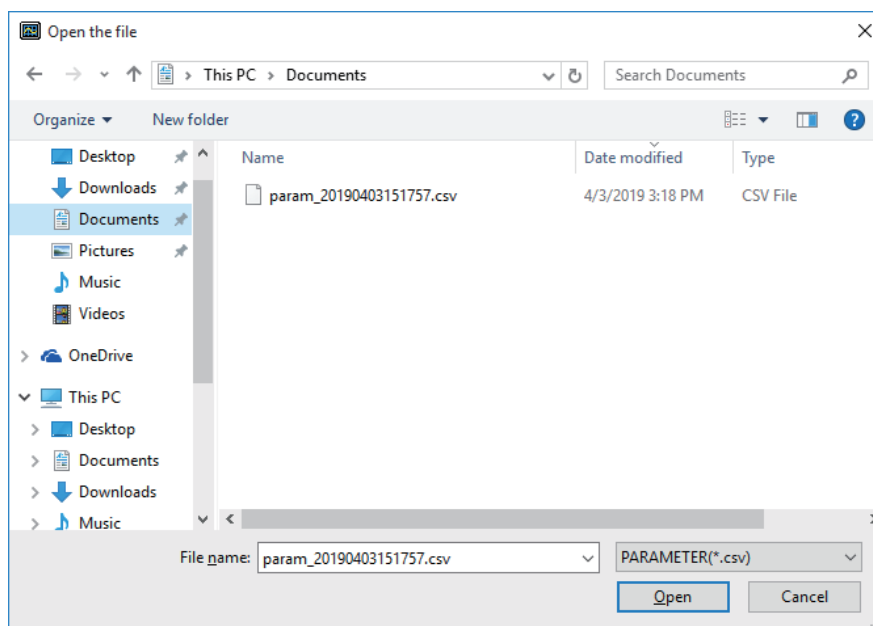 Open the file
This PC > Documents
Search Documents
Organize
New folder
Name
Date modified
Type
Desktop
Downloads
Documents
Pictures
Music
Videos
OneDrive
This PC
Desktop
Documents
Downloads
Music
param_20190403151757.csv
4/3/2019 3:18 PM
CSV File
File name:
param_20190403151757.csv
PARAMETER(*.csv)
Open
Cancel